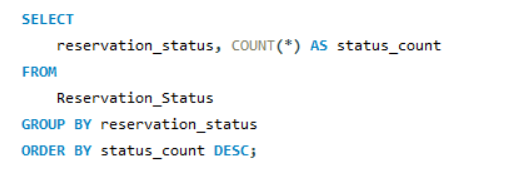 SELECT
    reservation_status, COUNT(*) AS status_count
FROM
    Reservation_Status
GROUP BY reservation_status
ORDER BY status_count DESC;